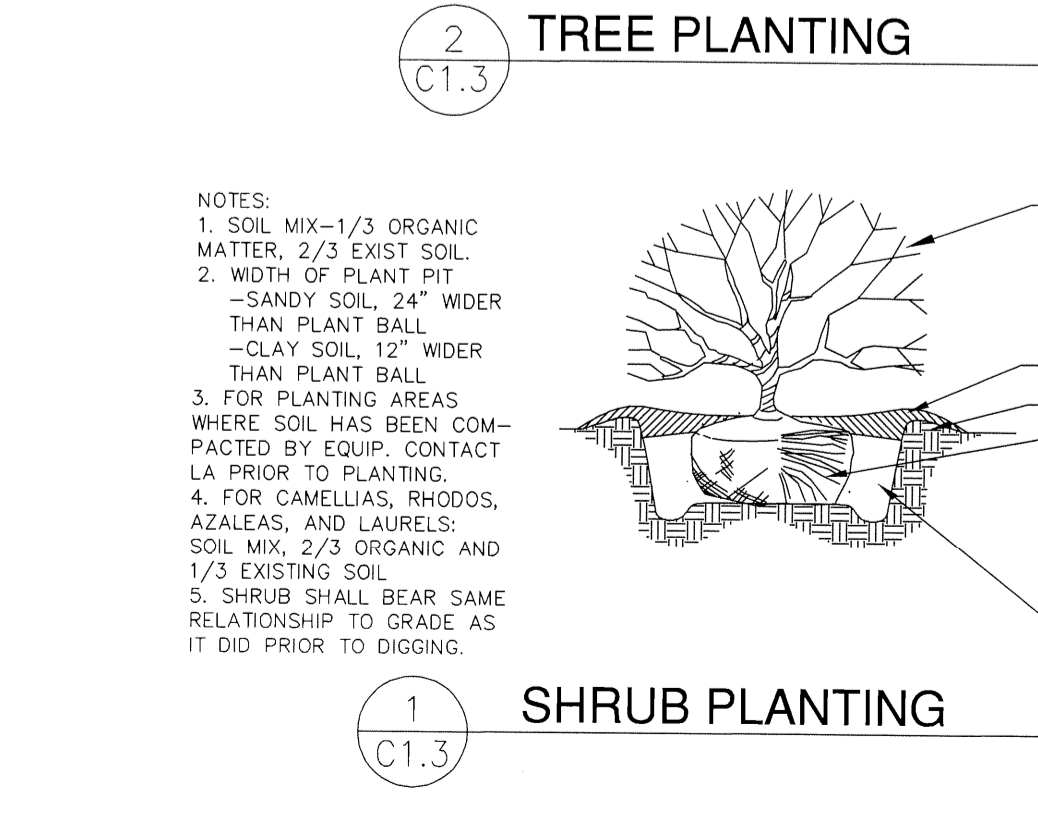 2
C1.3
TREE PLANTING
NOTES:
1. SOIL MIX–1/3 ORGANIC
MATTER, 2/3 EXIST SOIL.
2. WIDTH OF PLANT PIT
–SANDY SOIL, 24" WIDER
THAN PLANT BALL
–CLAY SOIL, 12" WIDER
THAN PLANT BALL
3. FOR PLANTING AREAS
WHERE SOIL HAS BEEN COM–
PACTED BY EQUIP. CONTACT
LA PRIOR TO PLANTING.
4. FOR CAMELLIAS, RHODOS,
AZALEAS, AND LAURELS:
SOIL MIX, 2/3 ORGANIC AND
1/3 EXISTING SOIL
5. SHRUB SHALL BEAR SAME
RELATIONSHIP TO GRADE AS
IT DID PRIOR TO DIGGING.
1
C1.3
SHRUB PLANTING